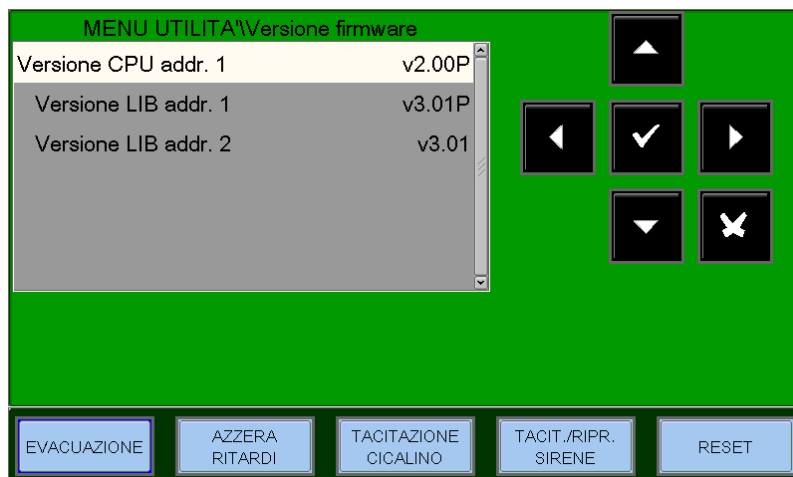 MENU UTILITA'\Versione firmware
Versione CPU addr. 1 v2.00P
Versione LIB addr. 1 v3.01P
Versione LIB addr. 2 v3.01
EVACUAZIONE
AZZERA
RITARDI
TACITAZIONE
CICALINO
TACIT./RIPR.
SIRENE
RESET